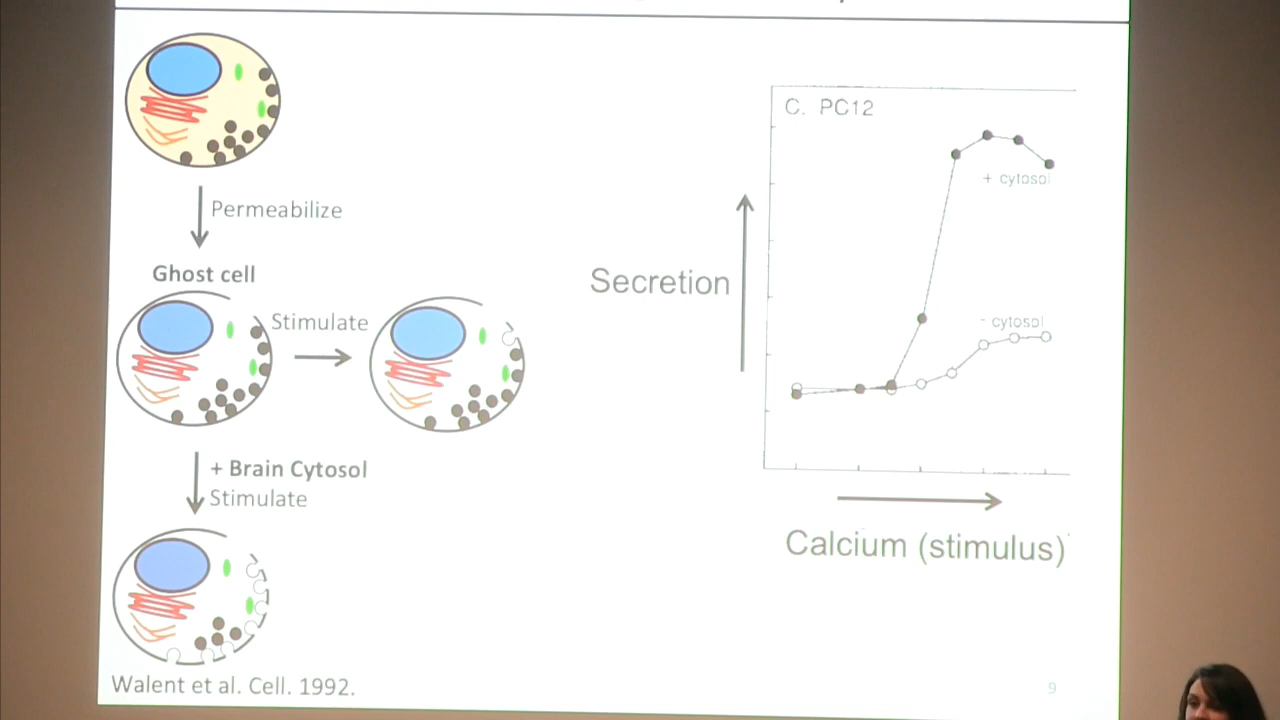 Permeabilize
Ghost cell
Stimulate
+ Brain Cytosol
Stimulate
Walent et al. Cell. 1992.
C. PC12
+ cytosol
- cytosol
Secretion
Calcium (stimulus)
9